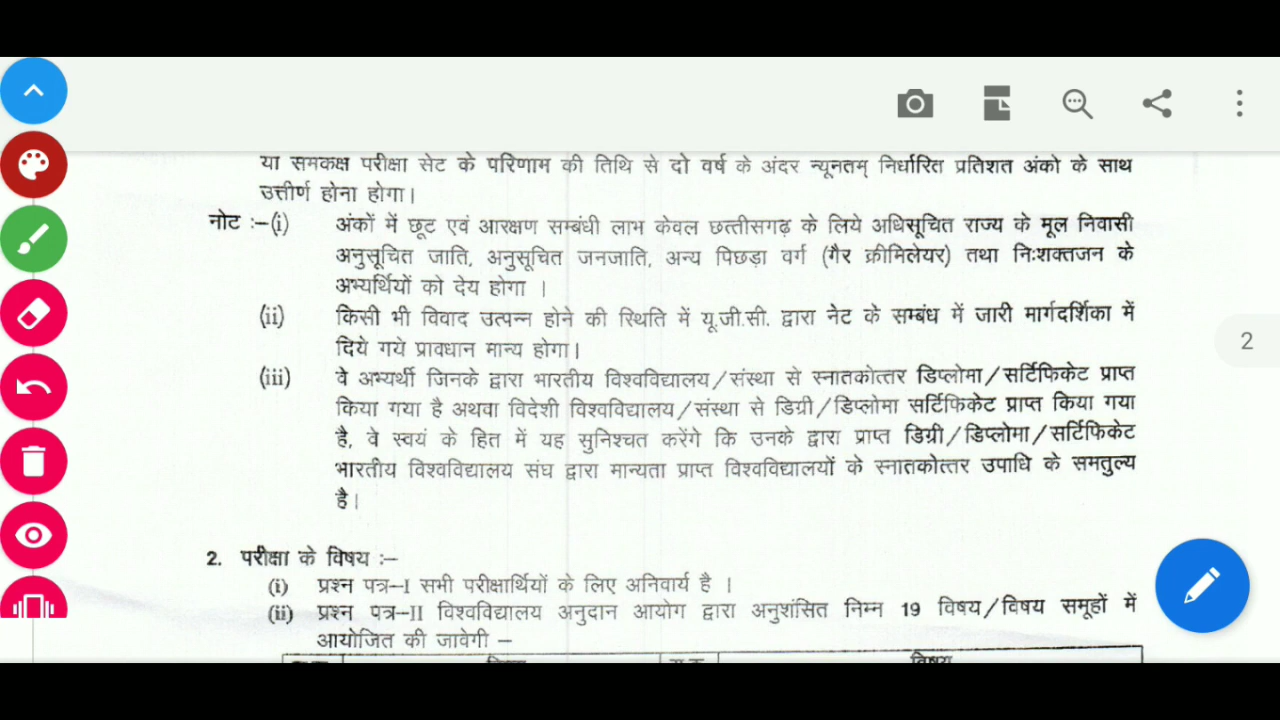 या समकक्ष परीक्षा सेट के परिणाम की तिथि से दो वर्ष के अंदर न्यूनतम् निर्धारित प्रतिशत अंको के साथ
उत्तीर्ण होना होगा।
नोट :–(i) अंकों में छूट एवं आरक्षण सम्बंधी लाभ केवल छत्तीसगढ़ के लिये अधिसूचित राज्य के मूल निवासी
अनुसूचित जाति, अनुसूचित जनजाति, अन्य पिछड़ा वर्ग (गैर क्रीमिलेयर) तथा निःशक्तजन के
अभ्यर्थियों को देय होगा ।
(ii) किसी भी विवाद उत्पन्न होने की स्थिति में यू.जी.सी. द्वारा नेट के सम्बंध में जारी मार्गदर्शिका में
दिये गये प्रावधान मान्य होगा।
2
(iii) वे अभ्यर्थी जिनके द्वारा भारतीय विश्वविद्यालय/संस्था से स्नातकोत्तर डिप्लोमा/सर्टिफिकेट प्राप्त
किया गया है अथवा विदेशी विश्वविद्यालय/संस्था से डिग्री/डिप्लोमा सर्टिफिकेट प्राप्त किया गया
है, वे स्वयं के हित में यह सुनिश्चत करेंगे कि उनके द्वारा प्राप्त डिग्री/डिप्लोमा/सर्टिफिकेट
भारतीय विश्वविद्यालय संघ द्वारा मान्यता प्राप्त विश्वविद्यालयों के स्नातकोत्तर उपाधि के समतुल्य
है।
2. परीक्षा के विषय :–
(i) प्रश्न पत्र–I सभी परीक्षार्थियों के लिए अनिवार्य है ।
(ii) प्रश्न पत्र–II विश्वविद्यालय अनुदान आयोग द्वारा अनुशंसित निम्न 19 विषय/विषय समूहों में
आयोजित की जावेगी –
विषय विषय